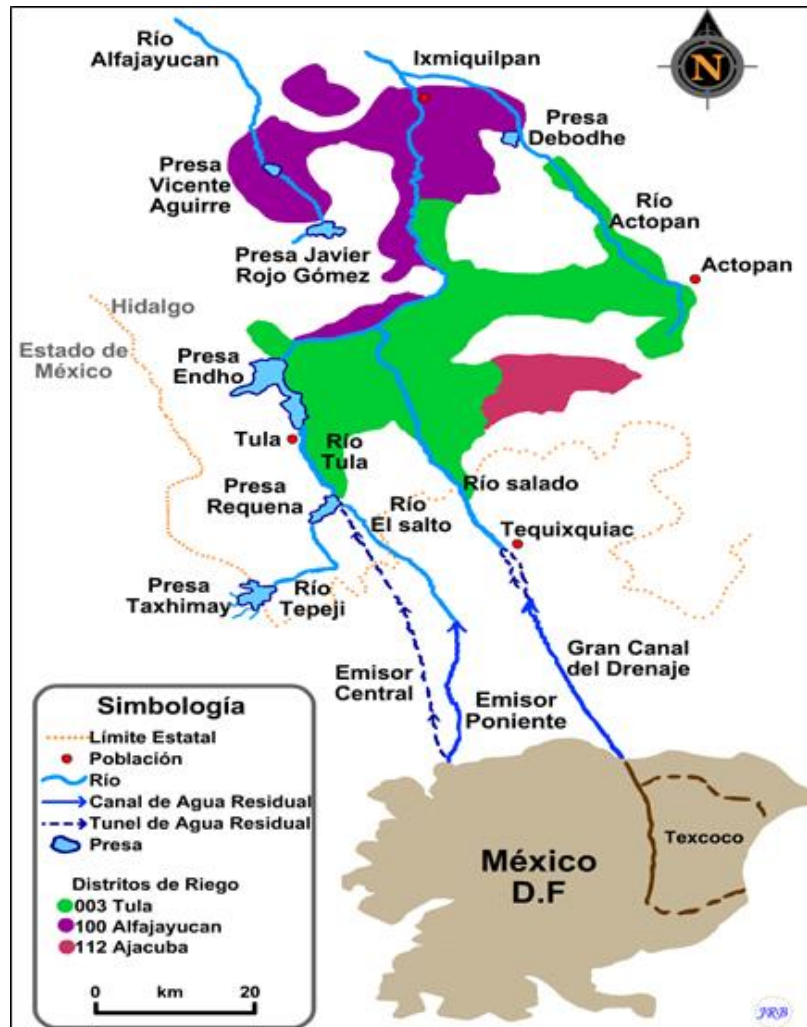 Río
Alfajayucan
Ixmiquilpan
N
Presa
Debodhe
Presa
Vicente
Aguirre
Río
Actopan
Presa Javier
Rojo Gómez
Actopan
Hidalgo
Estado de
México
Presa
Endho
Tula
Río
Tula
Presa
Requena
Río
El salto
Río salado
Tequixquiac
Presa
Taxhimay
Río
Tepeji
Gran Canal
del Drenaje
Emisor
Central
Emisor
Poniente
Simbología
Límite Estatal
Población
Río
Canal de Agua Residual
Tunel de Agua Residual
Presa
Distritos de Riego
003 Tula
100 Alfajayucan
112 Ajacuba
0 km 20
México
D.F
Texcoco
JRB